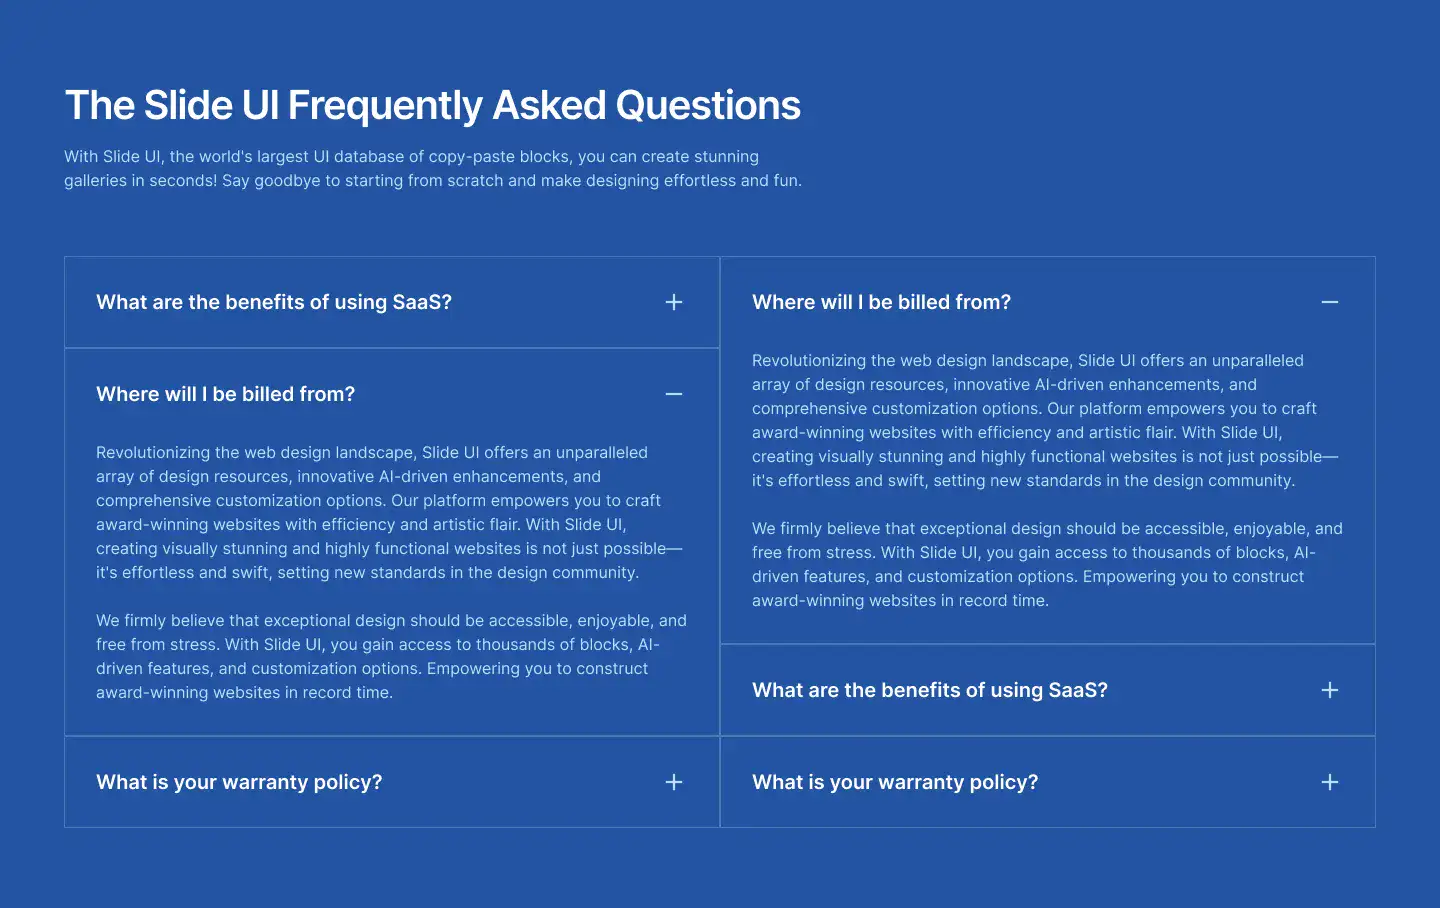 The Slide UI Frequently Asked Questions
With Slide UI, the world's largest UI database of copy-paste blocks, you can create stunning
galleries in seconds! Say goodbye to starting from scratch and make designing effortless and fun.
What are the benefits of using SaaS?
Where will I be billed from?
Revolutionizing the web design landscape, Slide UI offers an unparalleled
array of design resources, innovative AI-driven enhancements, and
comprehensive customization options. Our platform empowers you to craft
award-winning websites with efficiency and artistic flair. With Slide UI,
creating visually stunning and highly functional websites is not just possible—
it's effortless and swift, setting new standards in the design community.
We firmly believe that exceptional design should be accessible, enjoyable, and
free from stress. With Slide UI, you gain access to thousands of blocks, AI-
driven features, and customization options. Empowering you to construct
award-winning websites in record time.
What is your warranty policy?
Where will I be billed from?
Revolutionizing the web design landscape, Slide UI offers an unparalleled
array of design resources, innovative AI-driven enhancements, and
comprehensive customization options. Our platform empowers you to craft
award-winning websites with efficiency and artistic flair. With Slide UI,
creating visually stunning and highly functional websites is not just possible—
it's effortless and swift, setting new standards in the design community.
We firmly believe that exceptional design should be accessible, enjoyable, and
free from stress. With Slide UI, you gain access to thousands of blocks, AI-
driven features, and customization options. Empowering you to construct
award-winning websites in record time.
What are the benefits of using SaaS?
What is your warranty policy?